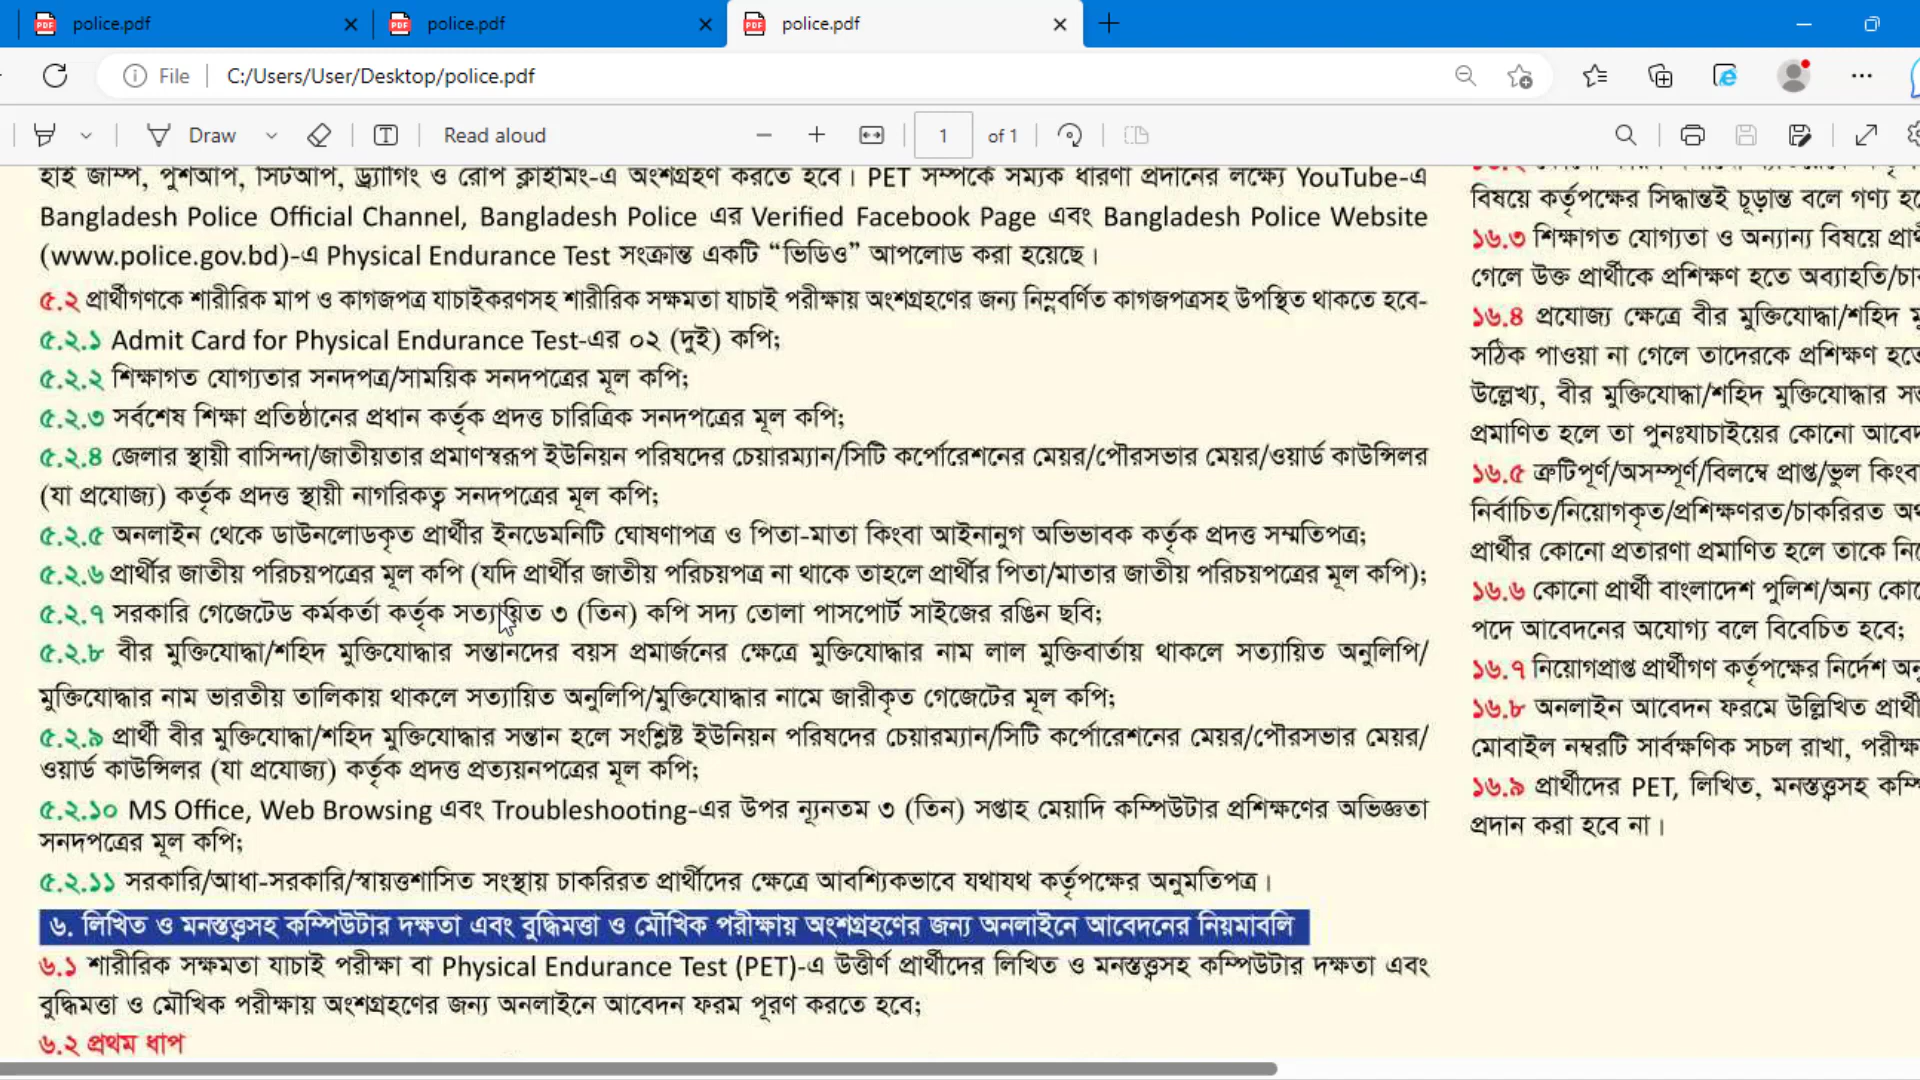 police.pdf
police.pdf
police.pdf
File
C:/Users/User/Desktop/police.pdf
Draw
Read aloud
1 of 1
হাই জাম্প, পুশআপ, সিটআপ, ড্র্যাগিং ও রোপ ক্লাইমিং-এ অংশগ্রহণ করতে হবে। PET সম্পর্কে সম্যক ধারণা প্রদানের লক্ষ্যে YouTube-এ
Bangladesh Police Official Channel, Bangladesh Police এর Verified Facebook Page এবং Bangladesh Police Website
(www.police.gov.bd)-এ Physical Endurance Test সংক্রান্ত একটি “ভিডিও” আপলোড করা হয়েছে।
৫.২ প্রার্থীগণকে শারীরিক মাপ ও কাগজপত্র যাচাইকরণসহ শারীরিক সক্ষমতা যাচাই পরীক্ষায় অংশগ্রহণের জন্য নিম্নবর্ণিত কাগজপত্রসহ উপস্থিত থাকতে হবে-
৫.২.১ Admit Card for Physical Endurance Test-এর ০২ (দুই) কপি;
৫.২.২ শিক্ষাগত যোগ্যতার সনদপত্র/সাময়িক সনদপত্রের মূল কপি;
৫.২.৩ সর্বশেষ শিক্ষা প্রতিষ্ঠানের প্রধান কর্তৃক প্রদত্ত চারিত্রিক সনদপত্রের মূল কপি;
৫.২.৪ জেলার স্থায়ী বাসিন্দা/জাতীয়তার প্রমাণস্বরূপ ইউনিয়ন পরিষদের চেয়ারম্যান/সিটি কর্পোরেশনের মেয়র/পৌরসভার মেয়র/ওয়ার্ড কাউন্সিলর
(যা প্রযোজ্য) কর্তৃক প্রদত্ত স্থায়ী নাগরিকত্ব সনদপত্রের মূল কপি;
৫.২.৫ অনলাইন থেকে ডাউনলোডকৃত প্রার্থীর ইনডেমনিটি ঘোষণাপত্র ও পিতা-মাতা কিংবা আইনানুগ অভিভাবক কর্তৃক প্রদত্ত সম্মতিপত্র;
৫.২.৬ প্রার্থীর জাতীয় পরিচয়পত্রের মূল কপি (যদি প্রার্থীর জাতীয় পরিচয়পত্র না থাকে তাহলে প্রার্থীর পিতা/মাতার জাতীয় পরিচয়পত্রের মূল কপি);
৫.২.৭ সরকারি গেজেটেড কর্মকর্তা কর্তৃক সত্যায়িত ৩ (তিন) কপি সদ্য তোলা পাসপোর্ট সাইজের রঙিন ছবি;
৫.২.৮ বীর মুক্তিযোদ্ধা/শহিদ মুক্তিযোদ্ধার সন্তানদের বয়স প্রমার্জনের ক্ষেত্রে মুক্তিযোদ্ধার নাম লাল মুক্তিবার্তায় থাকলে সত্যায়িত অনুলিপি/
মুক্তিযোদ্ধার নাম ভারতীয় তালিকায় থাকলে সত্যায়িত অনুলিপি/মুক্তিযোদ্ধার নামে জারীকৃত গেজেটের মূল কপি;
৫.২.৯ প্রার্থী বীর মুক্তিযোদ্ধা/শহিদ মুক্তিযোদ্ধার সন্তান হলে সংশ্লিষ্ট ইউনিয়ন পরিষদের চেয়ারম্যান/সিটি কর্পোরেশনের মেয়র/পৌরসভার মেয়র/
ওয়ার্ড কাউন্সিলর (যা প্রযোজ্য) কর্তৃক প্রদত্ত প্রত্যয়নপত্রের মূল কপি;
৫.২.১০ MS Office, Web Browsing এবং Troubleshooting-এর উপর ন্যূনতম ৩ (তিন) সপ্তাহ মেয়াদি কম্পিউটার প্রশিক্ষণের অভিজ্ঞতা
সনদপত্রের মূল কপি;
৫.২.১১ সরকারি/আধা-সরকারি/স্বায়ত্তশাসিত সংস্থায় চাকরিরত প্রার্থীদের ক্ষেত্রে আবশ্যিকভাবে যথাযথ কর্তৃপক্ষের অনুমতিপত্র।
৬. লিখিত ও মনস্তত্ত্বসহ কম্পিউটার দক্ষতা এবং বুদ্ধিমত্তা ও মৌখিক পরীক্ষায় অংশগ্রহণের জন্য অনলাইনে আবেদনের নিয়মাবলি
৬.১ শারীরিক সক্ষমতা যাচাই পরীক্ষা বা Physical Endurance Test (PET)-এ উত্তীর্ণ প্রার্থীদের লিখিত ও মনস্তত্ত্বসহ কম্পিউটার দক্ষতা এবং
বুদ্ধিমত্তা ও মৌখিক পরীক্ষায় অংশগ্রহণের জন্য অনলাইনে আবেদন ফরম পূরণ করতে হবে;
৬.২ প্রথম ধাপ
বিষয়ে কর্তৃপক্ষের সিদ্ধান্তই চূড়ান্ত বলে গণ্য
১৬.৩ শিক্ষাগত যোগ্যতা ও অন্যান্য বিষয়ে
গেলে উক্ত প্রার্থীকে প্রশিক্ষণ হতে অব্যাহতি/
১৬.৪ প্রযোজ্য ক্ষেত্রে বীর মুক্তিযোদ্ধা/শহিদ
সঠিক পাওয়া না গেলে তাদেরকে প্রশিক্ষণ
উল্লেখ্য, বীর মুক্তিযোদ্ধা/শহিদ মুক্তিযোদ্ধার
প্রমাণিত হলে তা পুনঃযাচাইয়ের কোনো
১৬.৫ ত্রুটিপূর্ণ/অসম্পূর্ণ/বিলম্বে প্রাপ্ত/ভুল
নির্বাচিত/নিয়োগকৃত/প্রশিক্ষণরত/চাকরিরত
প্রার্থীর কোনো প্রতারণা প্রমাণিত হলে তাকে
১৬.৬ কোনো প্রার্থী বাংলাদেশ পুলিশ/অন্য
পদে আবেদনের অযোগ্য বলে বিবেচিত হবে;
১৬.৭ নিয়োগপ্রাপ্ত প্রার্থীগণ কর্তৃপক্ষের নির্দেশ
১৬.৮ অনলাইন আবেদন ফরমে উল্লিখিত
মোবাইল নম্বরটি সার্বক্ষণিক সচল রাখা,
১৬.৯ প্রার্থীদের PET, লিখিত, মনস্তত্ত্বসহ
প্রদান করা হবে না।